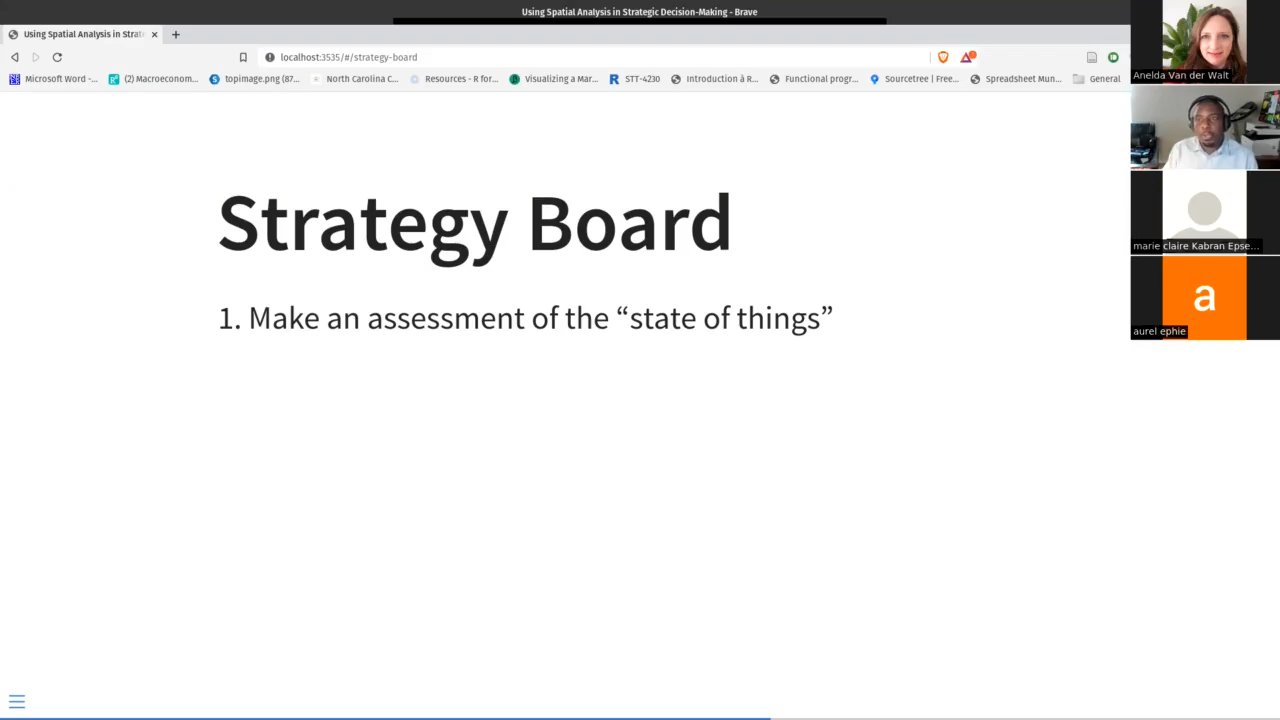 Using Spatial Analysis in Strategic Decision-Making - Brave
Using Spatial Analysis in Strat
localhost:3535/#/strategy-board
Microsoft Word -...
(2) Macroeconom...
topimage.png (87...
North Carolina C...
Resources - R for...
Visualizing a Mar...
STT-4230
Introduction à R...
Functional progr...
Sourcetree | Free...
Spreadsheet Mun...
General
Anelda Van der Walt
Strategy Board
1. Make an assessment of the “state of things”
marie claire Kabran Epse...
a
aurel ephie